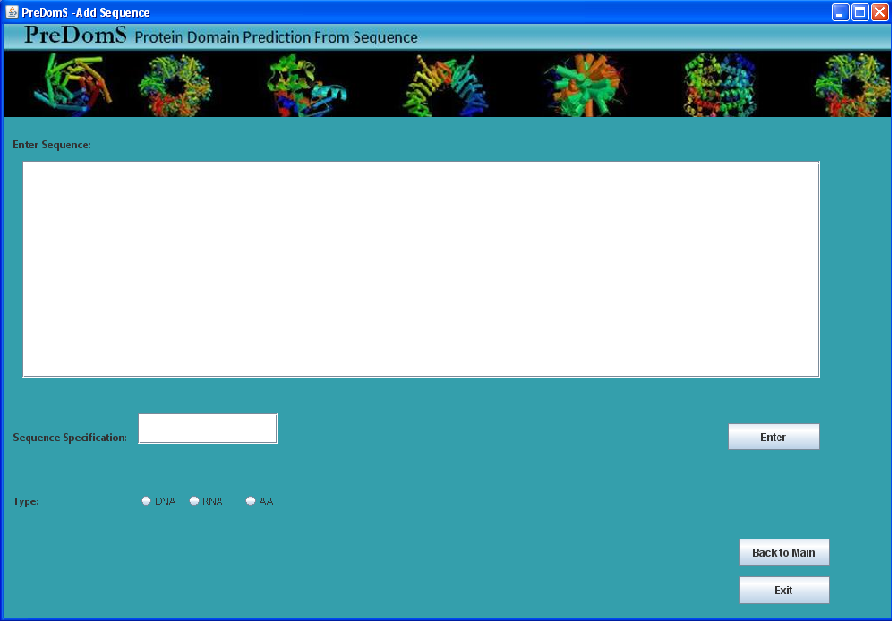 PreDomS -Add Sequence
PreDomS Protein Domain Prediction From Sequence
Enter Sequence:
Sequence Specification:
Enter
Type:
DNA RNA AA
Back to Main
Exit